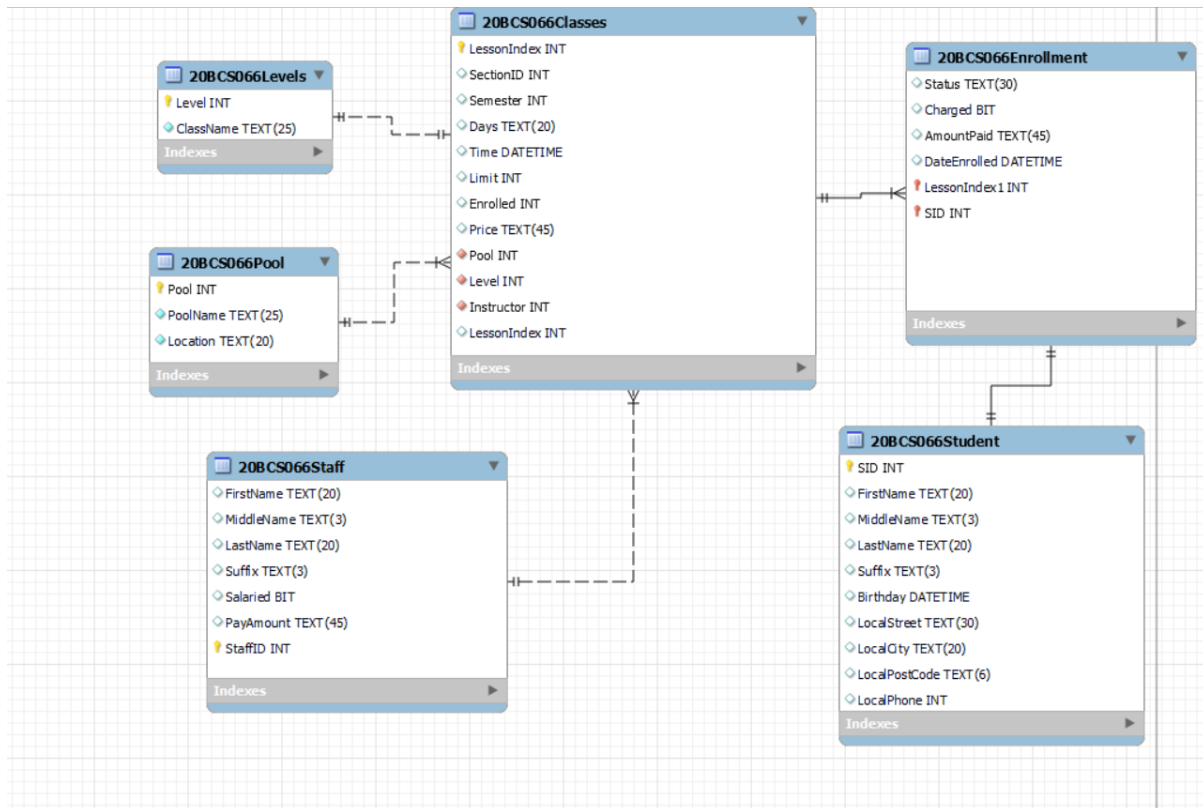 20BCS066Classes
LessonIndex INT
SectionID INT
Semester INT
Days TEXT(20)
Time DATETIME
Limit INT
Enrolled INT
Price TEXT(45)
Pool INT
Level INT
Instructor INT
LessonIndex INT
Indexes
20BCS066Levels
Level INT
ClassName TEXT(25)
Indexes
20BCS066Enrollment
Status TEXT(30)
Charged BIT
AmountPaid TEXT(45)
DateEnrolled DATETIME
LessonIndex1 INT
SID INT
Indexes
20BCS066Pool
Pool INT
PoolName TEXT(25)
Location TEXT(20)
Indexes
20BCS066Staff
FirstName TEXT(20)
MiddleName TEXT(3)
LastName TEXT(20)
Suffix TEXT(3)
Salaried BIT
PayAmount TEXT(45)
StaffID INT
Indexes
20BCS066Student
SID INT
FirstName TEXT(20)
MiddleName TEXT(3)
LastName TEXT(20)
Suffix TEXT(3)
Birthday DATETIME
LocalStreet TEXT(30)
LocalCity TEXT(20)
LocalPostCode TEXT(6)
LocalPhone INT
Indexes